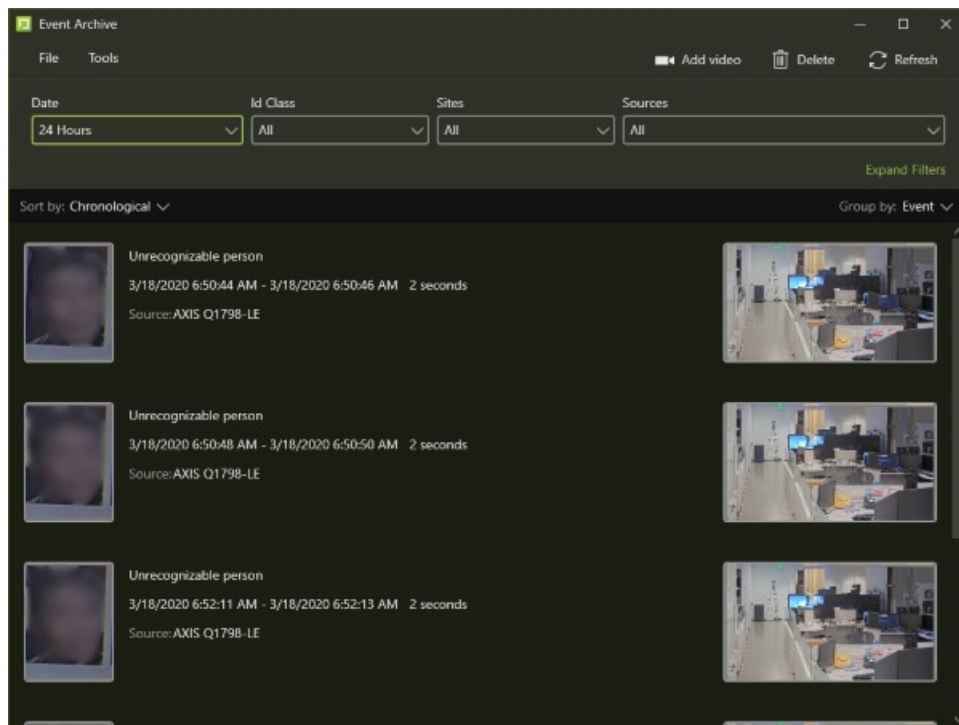 Event Archive
File Tools Add video Delete Refresh
Date Id Class Sites Sources
24 Hours All All All
Expand Filters
Sort by: Chronological Group by: Event
Unrecognizable person
3/18/2020 6:50:44 AM - 3/18/2020 6:50:46 AM 2 seconds
Source:AXIS Q1798-LE
Unrecognizable person
3/18/2020 6:50:48 AM - 3/18/2020 6:50:50 AM 2 seconds
Source:AXIS Q1798-LE
Unrecognizable person
3/18/2020 6:52:11 AM - 3/18/2020 6:52:13 AM 2 seconds
Source:AXIS Q1798-LE